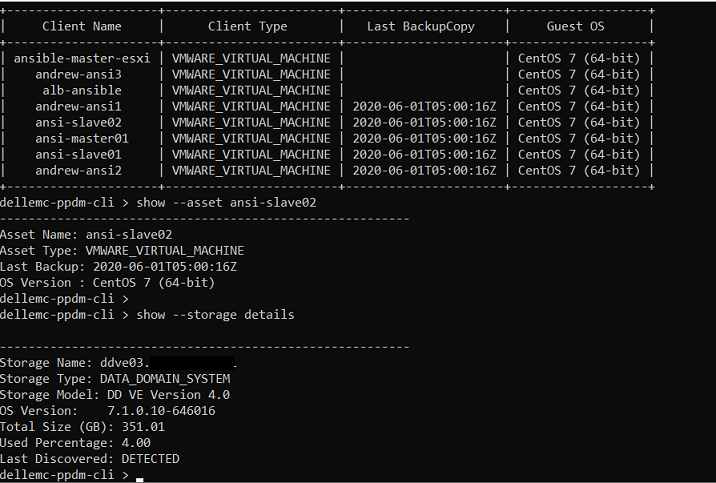 +--------------------+----------------------+--------------------+------------------+
|    Client Name     |     Client Type      |  Last BackupCopy   |     Guest OS     |
+--------------------+----------------------+--------------------+------------------+
| ansible-master-esxi | VMWARE_VIRTUAL_MACHINE |                      | CentOS 7 (64-bit) |
| andrew-ansi3 | VMWARE_VIRTUAL_MACHINE |                      | CentOS 7 (64-bit) |
| alb-ansible | VMWARE_VIRTUAL_MACHINE |                      | CentOS 7 (64-bit) |
| andrew-ansi1 | VMWARE_VIRTUAL_MACHINE | 2020-06-01T05:00:16Z | CentOS 7 (64-bit) |
| ansi-slave02 | VMWARE_VIRTUAL_MACHINE | 2020-06-01T05:00:16Z | CentOS 7 (64-bit) |
| ansi-master01 | VMWARE_VIRTUAL_MACHINE | 2020-06-01T05:00:16Z | CentOS 7 (64-bit) |
| ansi-slave01 | VMWARE_VIRTUAL_MACHINE | 2020-06-01T05:00:16Z | CentOS 7 (64-bit) |
| andrew-ansi2 | VMWARE_VIRTUAL_MACHINE | 2020-06-01T05:00:16Z | CentOS 7 (64-bit) |
+--------------------+----------------------+--------------------+------------------+
dellemc-ppdm-cli > show --asset ansi-slave02
----------------------------------------------------
Asset Name: ansi-slave02
Asset Type: VMWARE_VIRTUAL_MACHINE
Last Backup: 2020-06-01T05:00:16Z
OS Version : CentOS 7 (64-bit)
dellemc-ppdm-cli >
dellemc-ppdm-cli > show --storage details
----------------------------------------------------
Storage Name: ddve03. .
Storage Type: DATA_DOMAIN_SYSTEM
Storage Model: DD VE Version 4.0
OS Version:    7.1.0.10-646016
Total Size (GB): 351.01
Used Percentage: 4.00
Last Discovered: DETECTED
dellemc-ppdm-cli >